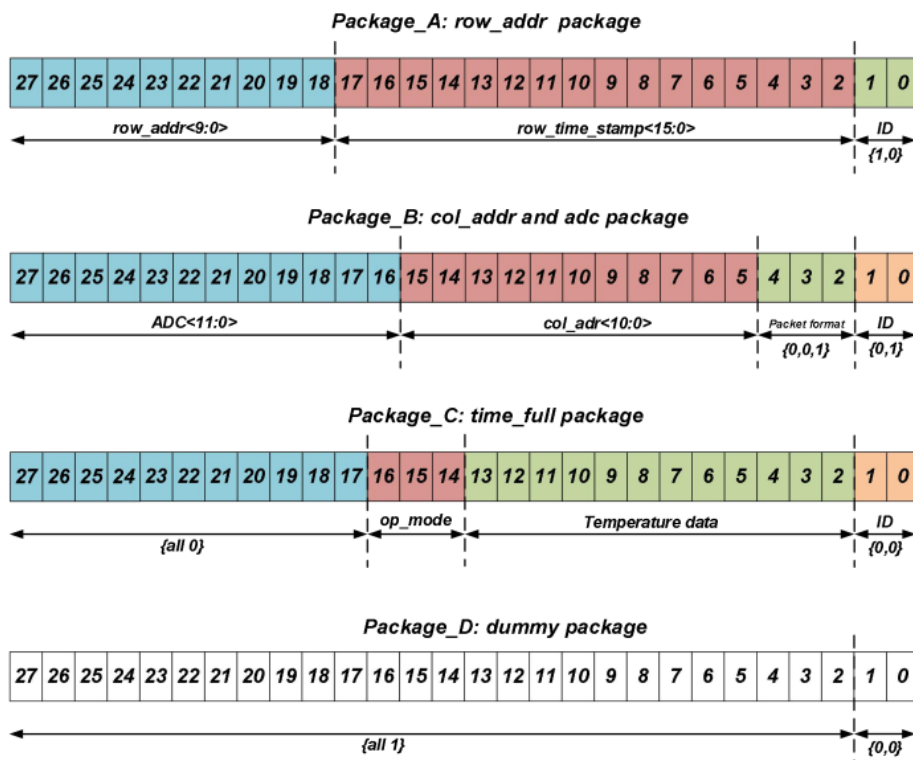 Package_A: row_addr package
27 26 25 24 23 22 21 20 19 18 17 16 15 14 13 12 11 10 9 8 7 6 5 4 3 2 1 0
row_addr<9:0> row_time_stamp<15:0> ID
{1,0}
Package_B: col_addr and adc package
27 26 25 24 23 22 21 20 19 18 17 16 15 14 13 12 11 10 9 8 7 6 5 4 3 2 1 0
ADC<11:0> col_adr<10:0> Packet format ID
{0,0,1} {0,1}
Package_C: time_full package
27 26 25 24 23 22 21 20 19 18 17 16 15 14 13 12 11 10 9 8 7 6 5 4 3 2 1 0
op_mode Temperature data ID
{all 0} {0,0}
Package_D: dummy package
27 26 25 24 23 22 21 20 19 18 17 16 15 14 13 12 11 10 9 8 7 6 5 4 3 2 1 0
{all 1} {0,0}